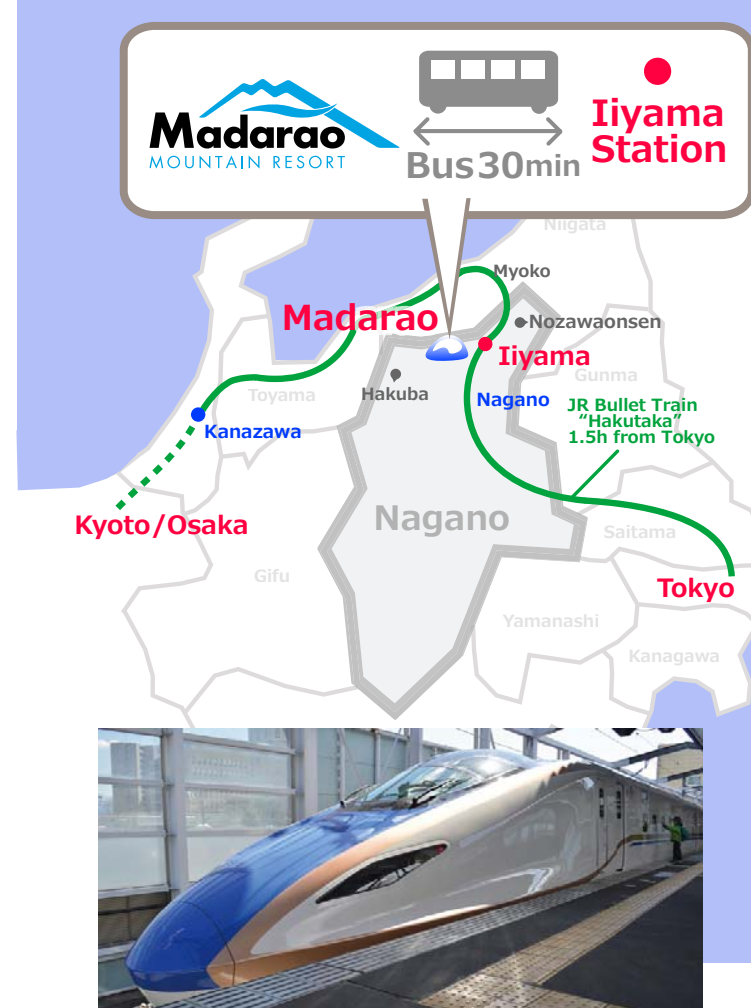 Madarao
MOUNTAIN RESORT
Bus30min
Iiyama
Station
Niigata
Myoko
Madarao
Nozawaonsen
Iiyama
Gunma
Toyama
Hakuba
Nagano
JR Bullet Train
“Hakutaka”
1.5h from Tokyo
Kanazawa
Kyoto/Osaka
Nagano
Saitama
Gifu
Tokyo
Yamanashi
Kanagawa